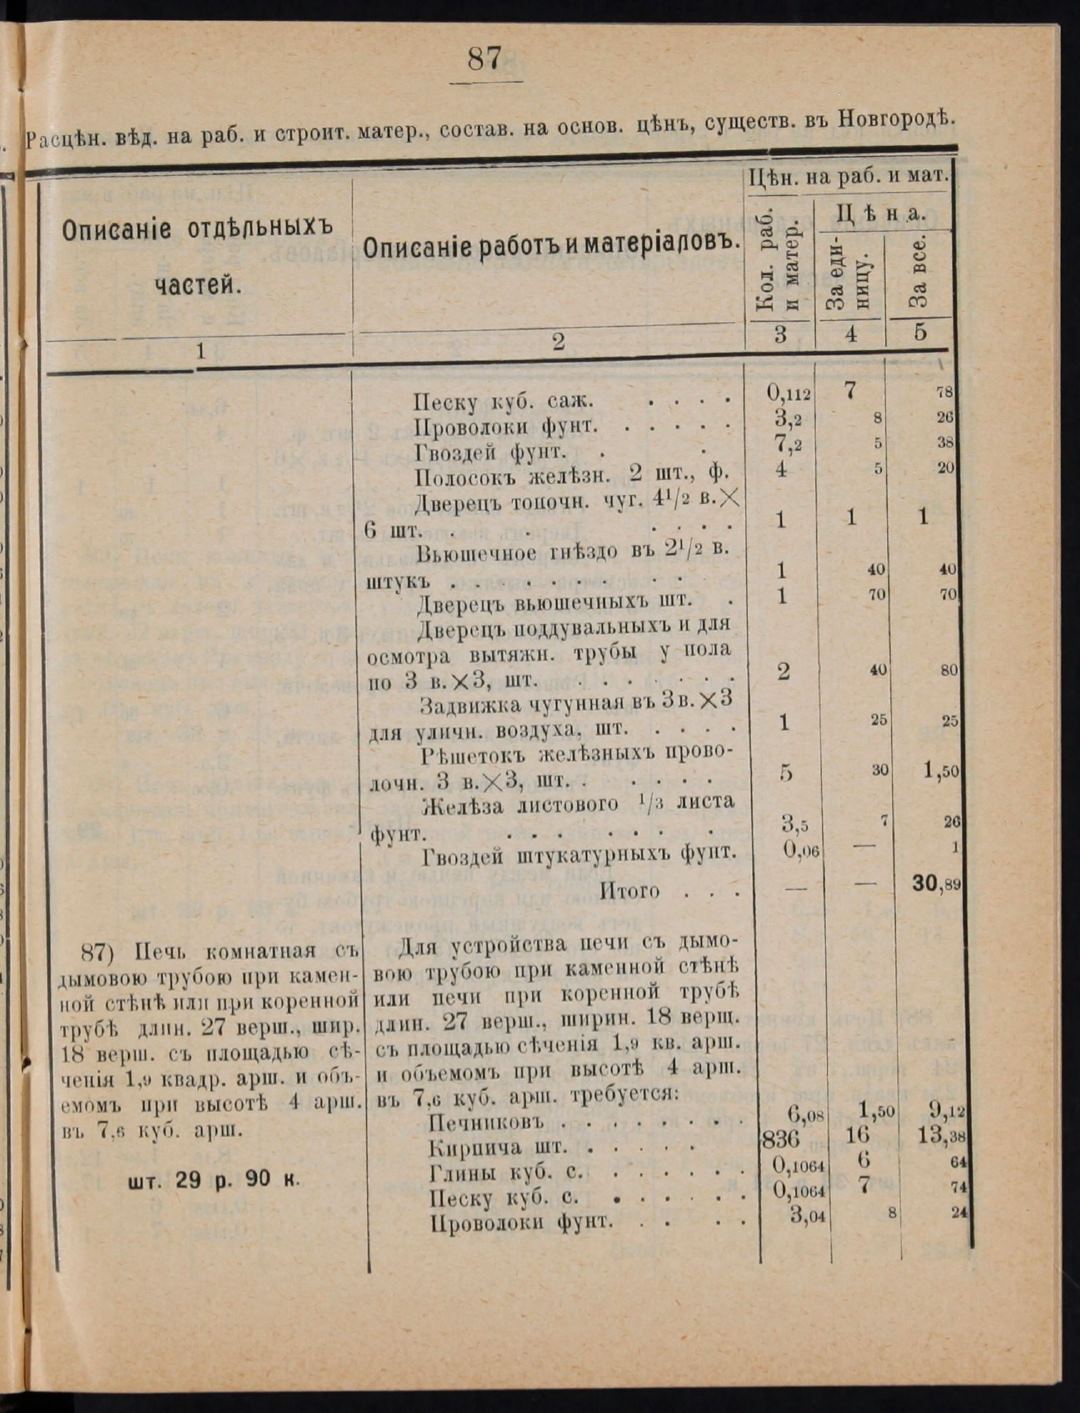 87
Расцѣн. вѣд. на раб. и строит. матер., состав. на основ. цѣнъ, существ. въ Новгородѣ.
Описаніе отдѣльныхъ
частей.
Описаніе работъ и матеріаловъ.
Цѣн. на раб. и мат.
Кол. раб.
и матер.
Цѣна.
За еди-
ницу.
За все.
1 2 3 4 5
Песку куб. саж. . . . . 0,112 7 78
Проволоки фунт. . . . . . 3,2 8 26
Гвоздей фунт. . . 7,2 5 38
Полосокъ желѣзн. 2 шт., ф. 4 5 20
Дверецъ топочн. чуг. 4½ в.×
6 шт. . . . . . 1 1 1
Вьюшечное гнѣздо въ 2½ в.
штукъ . . . . . . . . 1 40 40
Дверецъ вьюшечныхъ шт. . 1 70 70
Дверецъ поддувальныхъ и для
осмотра вытяжн. трубы у пола
по 3 в.×3, шт. . . . . . . . 2 40 80
Задвижка чугунная въ 3 в.×3
для уличн. воздуха, шт. . . . . 1 25 25
Рѣшетокъ желѣзныхъ прово-
лочн. 3 в.×3, шт. . . . . . 5 30 1,50
Желѣза листового ⅓ листа
фунт. . . . . . . . 3,5 7 26
Гвоздей штукатурныхъ фунт. 0,06 — 1
Итого . . . — — 30,89
87) Печь комнатная съ
дымовою трубою при камен-
ной стѣнѣ или при коренной
трубѣ длин. 27 верш., шир.
18 верш. съ площадью сѣ-
ченія 1,9 квадр. арш. и объ-
емомъ при высотѣ 4 арш.
въ 7,6 куб. арш.
шт. 29 р. 90 к.
Для устройства печи съ дымо-
вою трубою при каменной стѣнѣ
или печи при коренной трубѣ
длин. 27 верш., ширин. 18 верш.
съ площадью сѣченія 1,9 кв. арш.
и объемомъ при высотѣ 4 арш.
въ 7,6 куб. арш. требуется:
Печниковъ . . . . . . . . 6,08 1,50 9,12
Кирпича шт. . . . . . 836 16 13,38
Глины куб. с. . . . . . . 0,1064 6 64
Песку куб. с. . . . . . . 0,1064 7 74
Проволоки фунт. . . . . 3,04 8 24